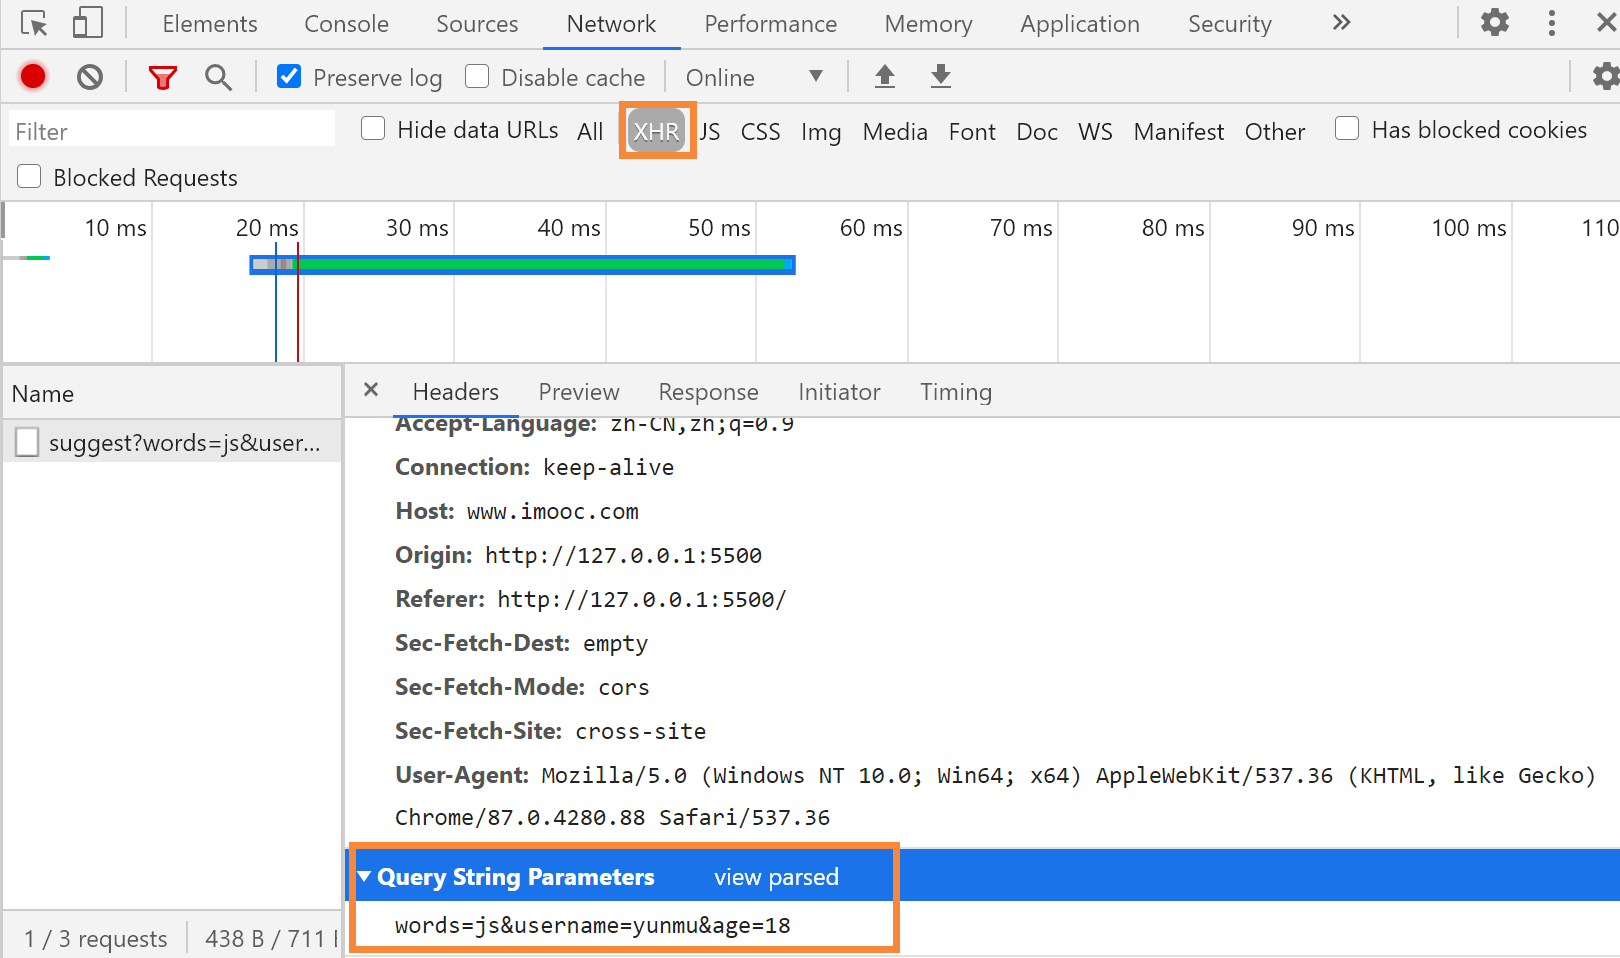 Elements Console Sources Network Performance Memory Application Security »
Preserve log Disable cache Online
Filter Hide data URLs All XHR JS CSS Img Media Font Doc WS Manifest Other Has blocked cookies
Blocked Requests
10 ms 20 ms 30 ms 40 ms 50 ms 60 ms 70 ms 80 ms 90 ms 100 ms 110
Name
suggest?words=js&user...
1 / 3 requests 438 B / 711
Headers Preview Response Initiator Timing
Accept-Language: zh-CN,zh;q=0.9
Connection: keep-alive
Host: www.imooc.com
Origin: http://127.0.0.1:5500
Referer: http://127.0.0.1:5500/
Sec-Fetch-Dest: empty
Sec-Fetch-Mode: cors
Sec-Fetch-Site: cross-site
User-Agent: Mozilla/5.0 (Windows NT 10.0; Win64; x64) AppleWebKit/537.36 (KHTML, like Gecko)
Chrome/87.0.4280.88 Safari/537.36
Query String Parameters view parsed
words=js&username=yunmu&age=18